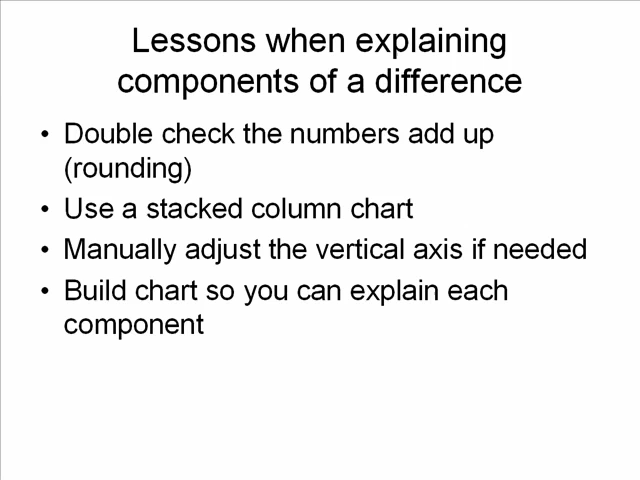 Lessons when explaining
components of a difference
• Double check the numbers add up
(rounding)
• Use a stacked column chart
• Manually adjust the vertical axis if needed
• Build chart so you can explain each
component